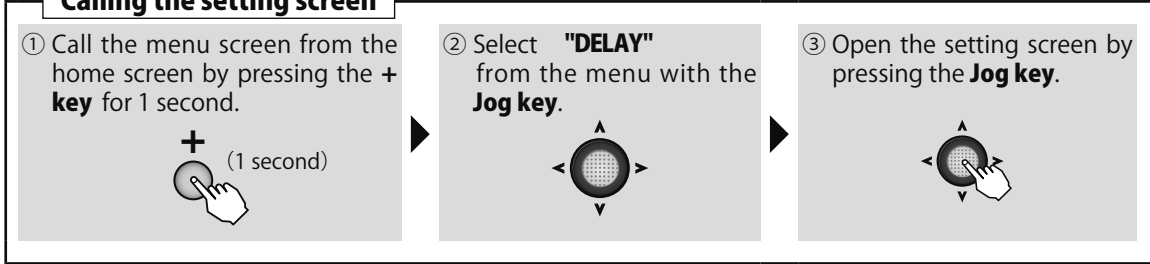 Calling the setting screen
① Call the menu screen from the
home screen by pressing the +
key for 1 second.
+
(1 second)
② Select "DELAY"
from the menu with the
Jog key.
③ Open the setting screen by
pressing the Jog key.